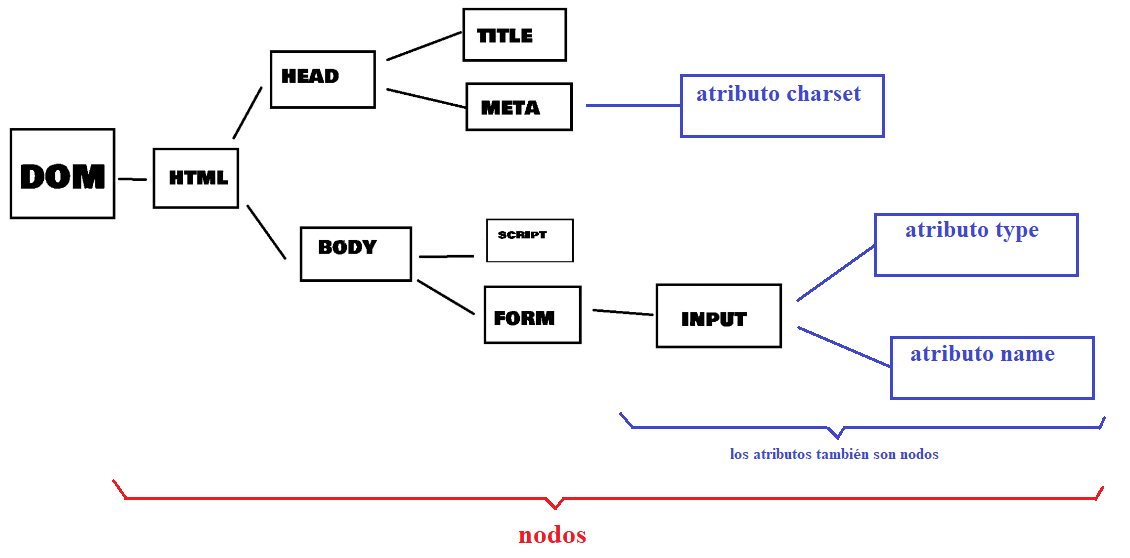 TITLE
HEAD
META
atributo charset
DOM
HTML
BODY
SCRIPT
FORM
INPUT
atributo type
atributo name
los atributos también son nodos
nodos